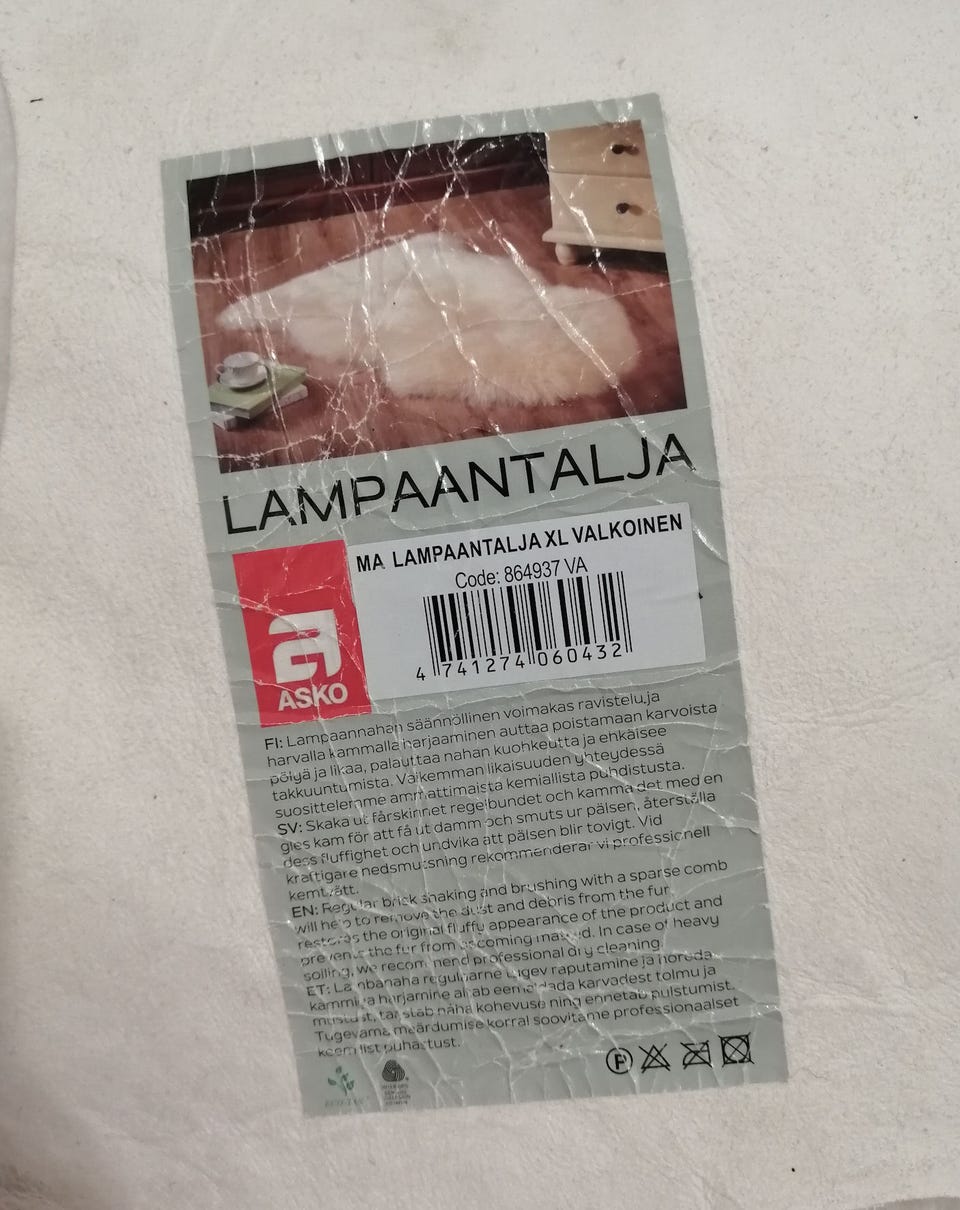 LAMPAANTALJA
MA LAMPAANTALJA XL VALKOINEN
Code: 864937 VA
4 741274 060432
a
ASKO
FI: Lampaannahan säännöllinen voimakas ravistelu ja
harvalla kammalla harjaaminen auttaa poistamaan karvoista
pölyä ja likaa, palauttaa nahan kuohkeutta ja ehkäisee
takkuuntumista. Vaikemman likaisuuden yhteydessä
suosittelemme ammattimaista kemiallista puhdistusta.
SV: Skaka ut fårskinnet regelbundet och kamma det med en
gles kam för att få ut damm och smuts ur pälsen, återställa
dess fluffighet och undvika att pälsen blir tovigt. Vid
kraftigare nedsmutsning rekommenderar vi professionell
kemtvätt.
EN: Regular brick shaking and brushing with a sparse comb
will help to remove the dust and debris from the fur,
restores the original fluffy appearance of the product and
prevents the fur from becoming matted. In case of heavy
soiling, we recommend professional dry cleaning.
ET: Lambanaha regulaarne tugev raputamine ja hõreda
kammiga harjamine aitab eemaldada karvadest tolmu ja
mustust, taastab naha kohevuse ning ennetab pulstumist.
Tugevama määrdumise korral soovitame professionaalset
keemilist puhastust.
P